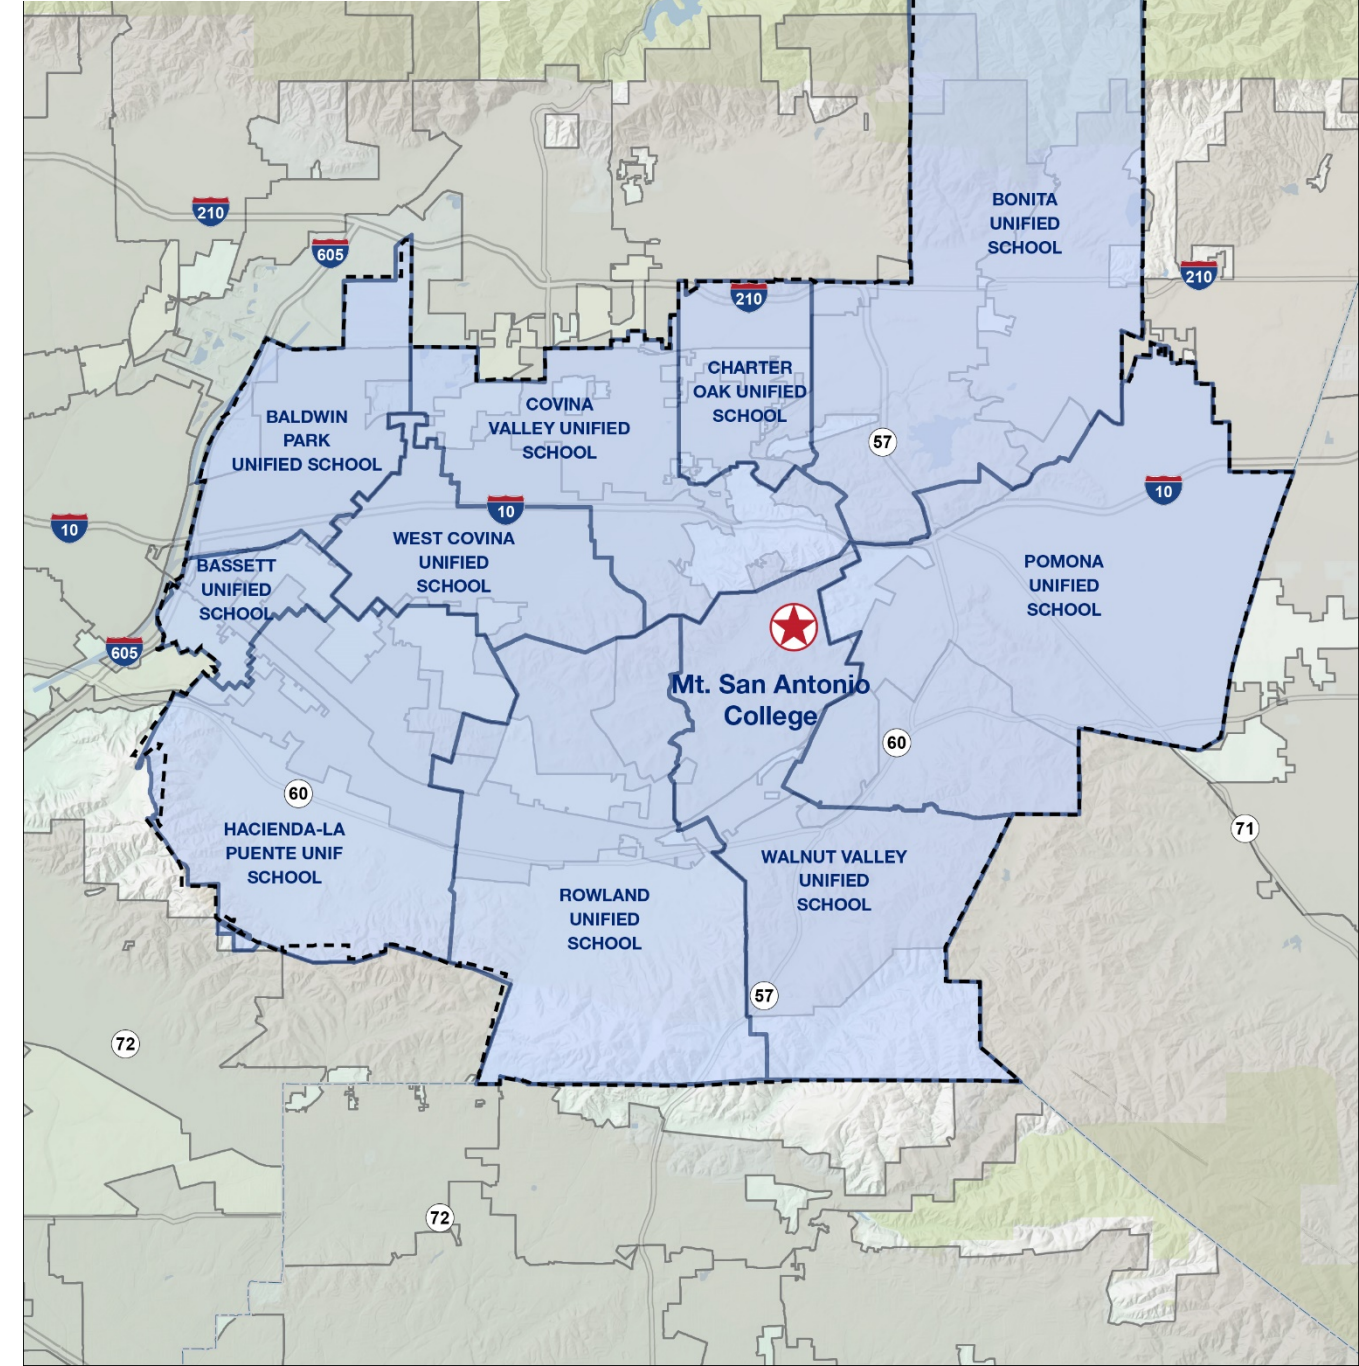 BONITA
UNIFIED
SCHOOL
210
605
210
210
CHARTER
OAK UNIFIED
SCHOOL
COVINA
VALLEY UNIFIED
SCHOOL
BALDWIN
PARK
UNIFIED SCHOOL
57
10
10
10
WEST COVINA
UNIFIED
SCHOOL
BASSETT
UNIFIED
SCHOOL
POMONA
UNIFIED
SCHOOL
605
Mt. San Antonio
College
60
60
71
HACIENDA-LA
PUENTE UNIF
SCHOOL
WALNUT VALLEY
UNIFIED
SCHOOL
ROWLAND
UNIFIED
SCHOOL
57
72
72